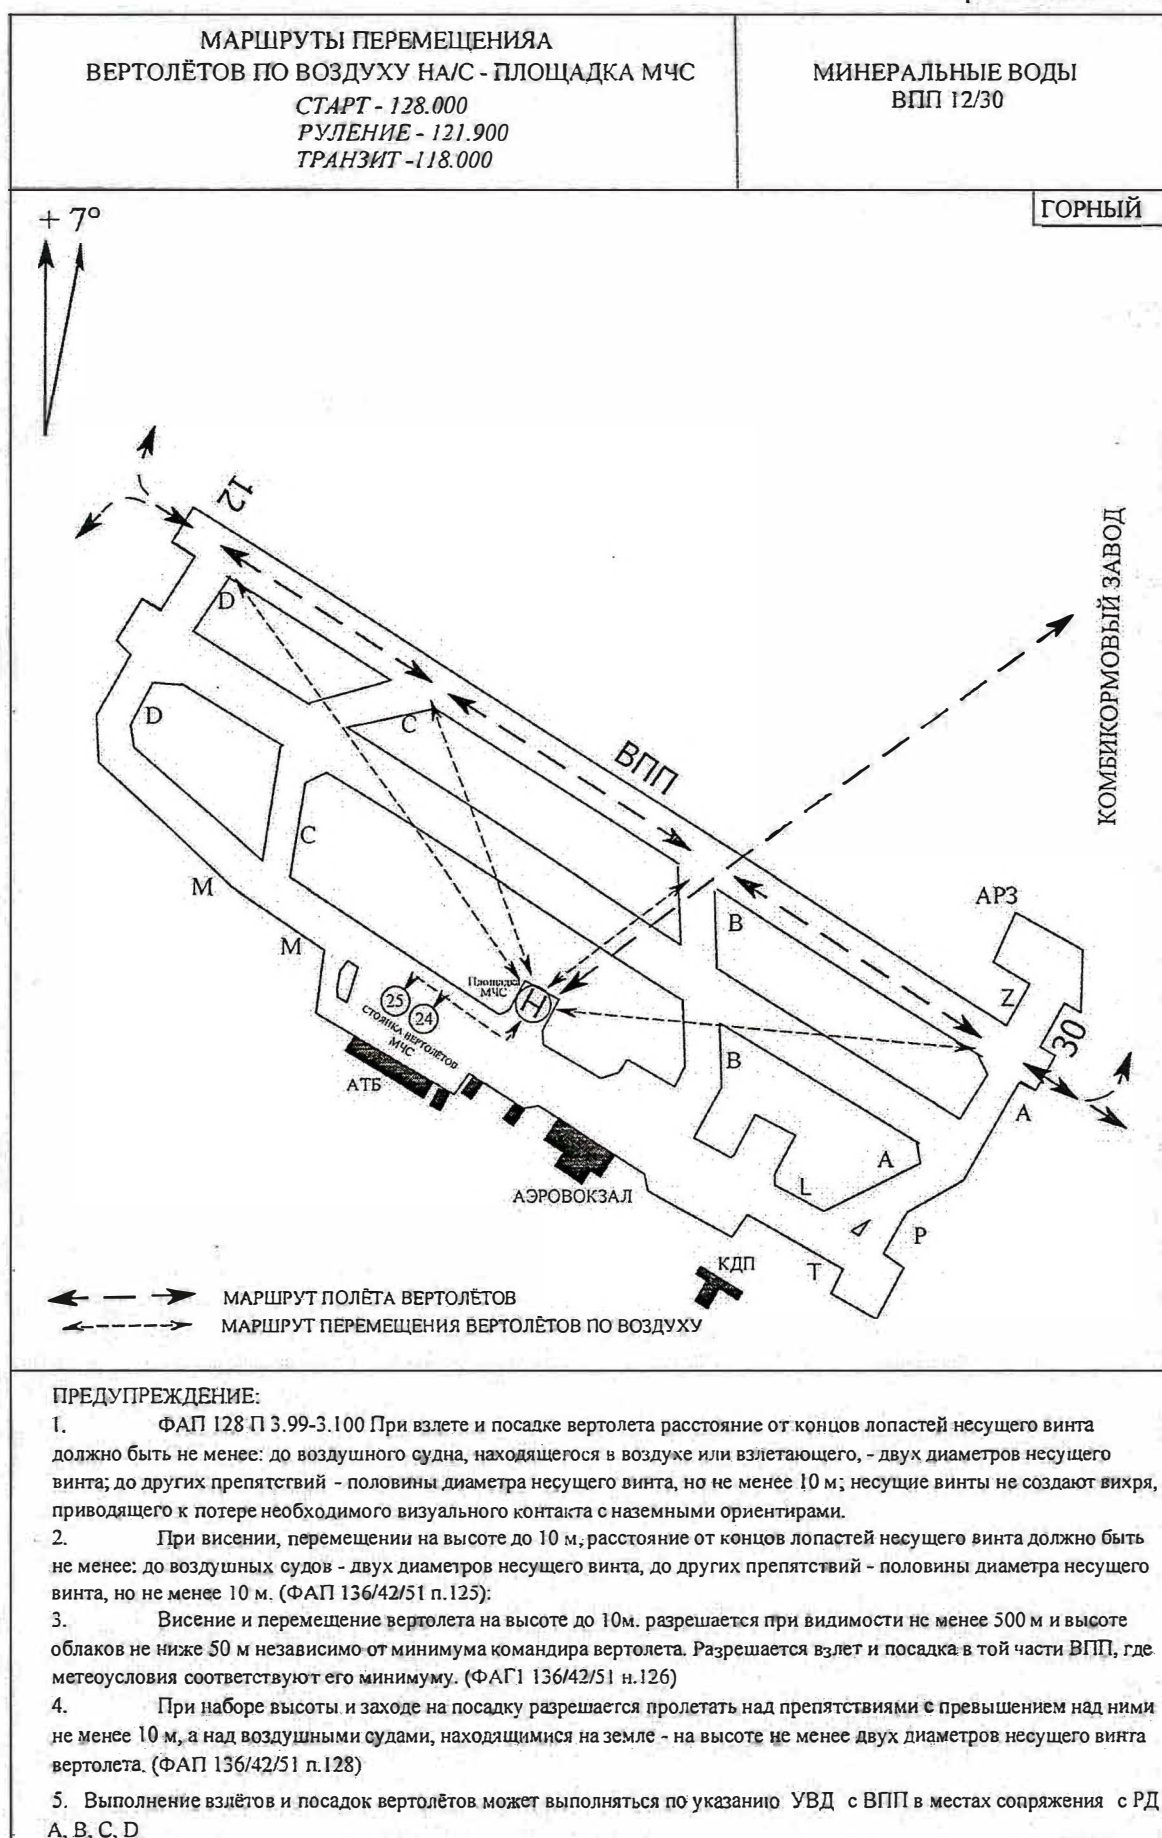 МАРШРУТЫ ПЕРЕМЕЩЕНИЯА
ВЕРТОЛЁТОВ ПО ВОЗДУХУ НА/С - ПЛОЩАДКА МЧС
СТАРТ - 128.000
РУЛЕНИЕ - 121.900
ТРАНЗИТ -118.000
МИНЕРАЛЬНЫЕ ВОДЫ
ВПП 12/30
ГОРНЫЙ
+ 7°
12
D
КОМБИКОРМОВЫЙ ЗАВОД
D
C
ВПП
C
M
АРЗ
B
M
Площадка
МЧС
H
25
24
СТОЯНКА ВЕРТОЛЁТОВ
МЧС
Z
30
B
АТБ
A
A
L
АЭРОВОКЗАЛ
P
КДП
T
МАРШРУТ ПОЛЁТА ВЕРТОЛЁТОВ
МАРШРУТ ПЕРЕМЕЩЕНИЯ ВЕРТОЛЁТОВ ПО ВОЗДУХУ
ПРЕДУПРЕЖДЕНИЕ:
1. ФАП 128 П 3.99-3.100 При взлете и посадке вертолета расстояние от концов лопастей несущего винта
должно быть не менее: до воздушного судна, находящегося в воздухе или взлетающего, - двух диаметров несущего
винта; до других препятствий - половины диаметра несущего винта, но не менее 10 м; несущие винты не создают вихря,
приводящего к потере необходимого визуального контакта с наземными ориентирами.
2. При висении, перемещении на высоте до 10 м, расстояние от концов лопастей несущего винта должно быть
не менее: до воздушных судов - двух диаметров несущего винта, до других препятствий - половины диаметра несущего
винта, но не менее 10 м. (ФАП 136/42/51 п.125):
3. Висение и перемещение вертолета на высоте до 10м. разрешается при видимости не менее 500 м и высоте
облаков не ниже 50 м независимо от минимума командира вертолета. Разрешается взлет и посадка в той части ВПП, где
метеоусловия соответствуют его минимуму. (ФАГ1 136/42/51 н.126)
4. При наборе высоты и заходе на посадку разрешается пролетать над препятствиями с превышением над ними
не менее 10 м, а над воздушными судами, находящимися на земле - на высоте не менее двух диаметров несущего винта
вертолета. (ФАП 136/42/51 п.128)
5. Выполнение взлётов и посадок вертолётов может выполняться по указанию УВД с ВПП в местах сопряжения с РД
A, B, C, D